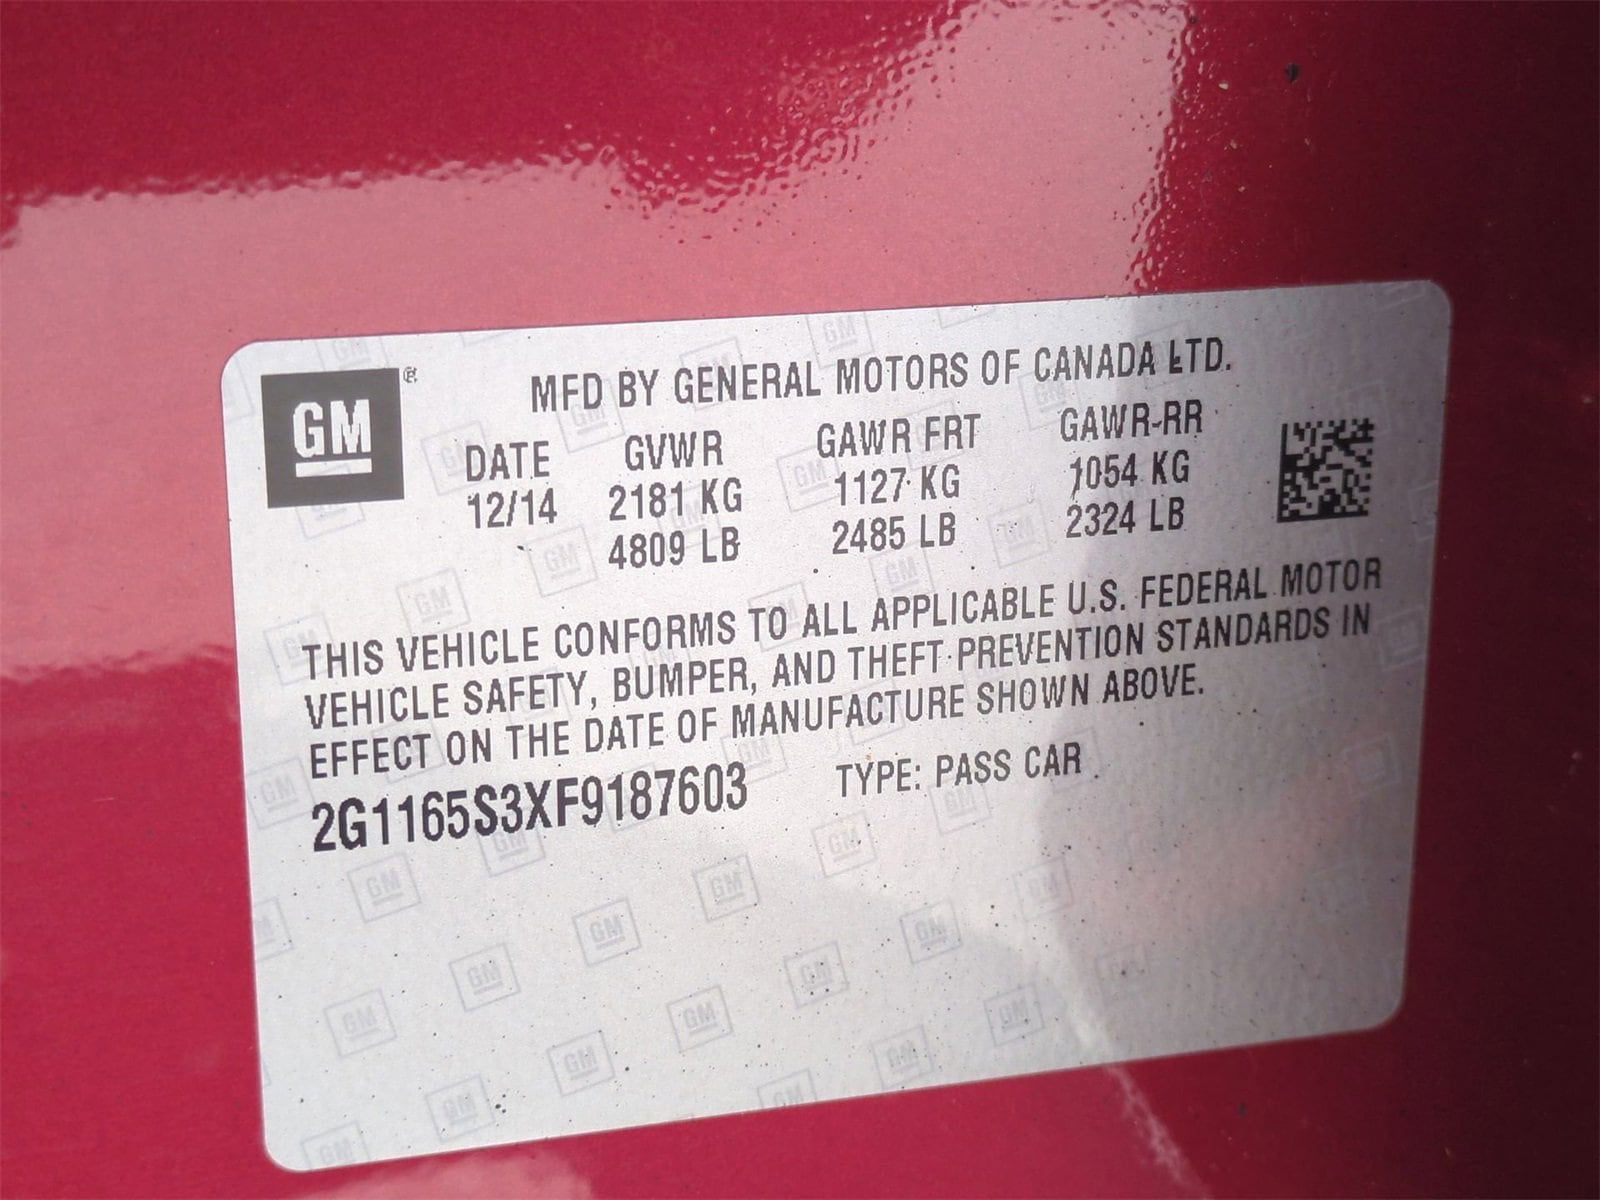 GM ®
MFD BY GENERAL MOTORS OF CANADA LTD.
DATE GVWR GAWR FRT GAWR-RR
12/14 2181 KG 1127 KG 1054 KG
4809 LB 2485 LB 2324 LB
THIS VEHICLE CONFORMS TO ALL APPLICABLE U.S. FEDERAL MOTOR
VEHICLE SAFETY, BUMPER, AND THEFT PREVENTION STANDARDS IN
EFFECT ON THE DATE OF MANUFACTURE SHOWN ABOVE.
2G1165S3XF9187603 TYPE: PASS CAR